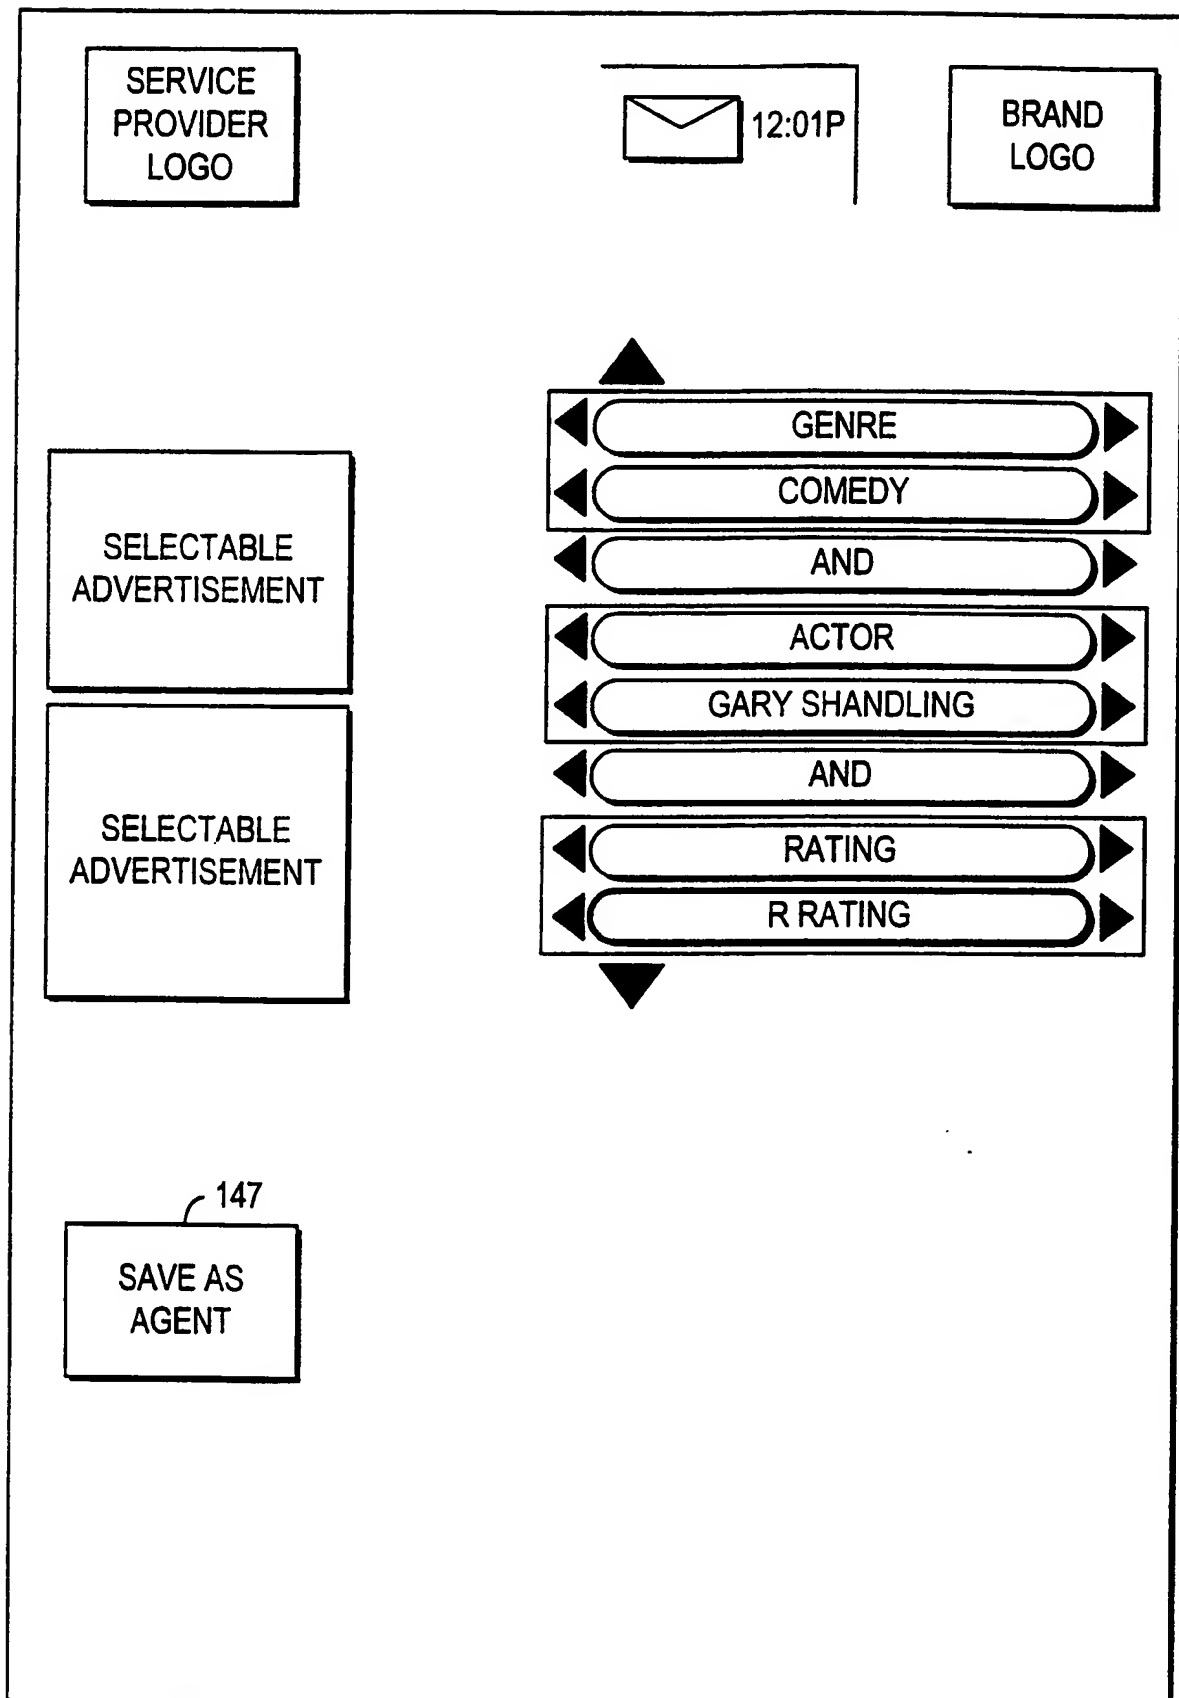 SERVICE
PROVIDER
LOGO
12:01P
BRAND
LOGO
GENRE
COMEDY
AND
ACTOR
GARY SHANDLING
AND
RATING
R RATING
SELECTABLE
ADVERTISEMENT
SELECTABLE
ADVERTISEMENT
147
SAVE AS
AGENT